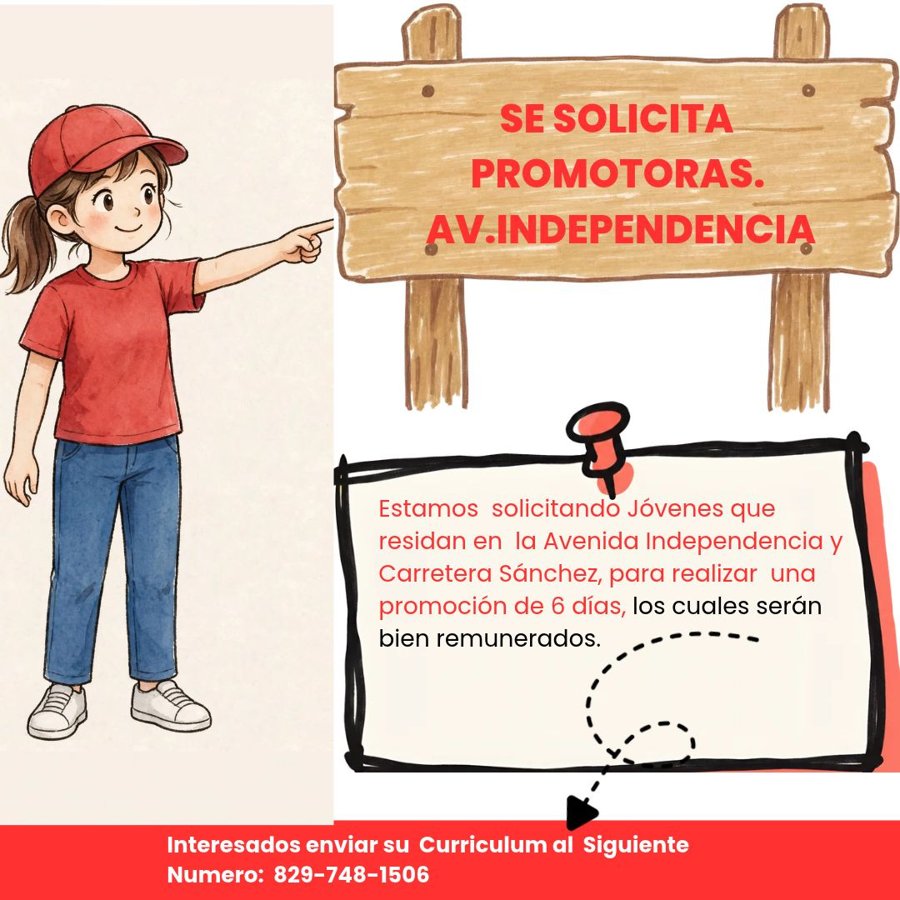 SE SOLICITA
PROMOTORAS.
AV.INDEPENDENCIA
Estamos solicitando Jóvenes que
residan en la Avenida Independencia y
Carretera Sánchez, para realizar una
promoción de 6 días, los cuales serán
bien remunerados.
Interesados enviar su Curriculum al Siguiente
Numero: 829-748-1506